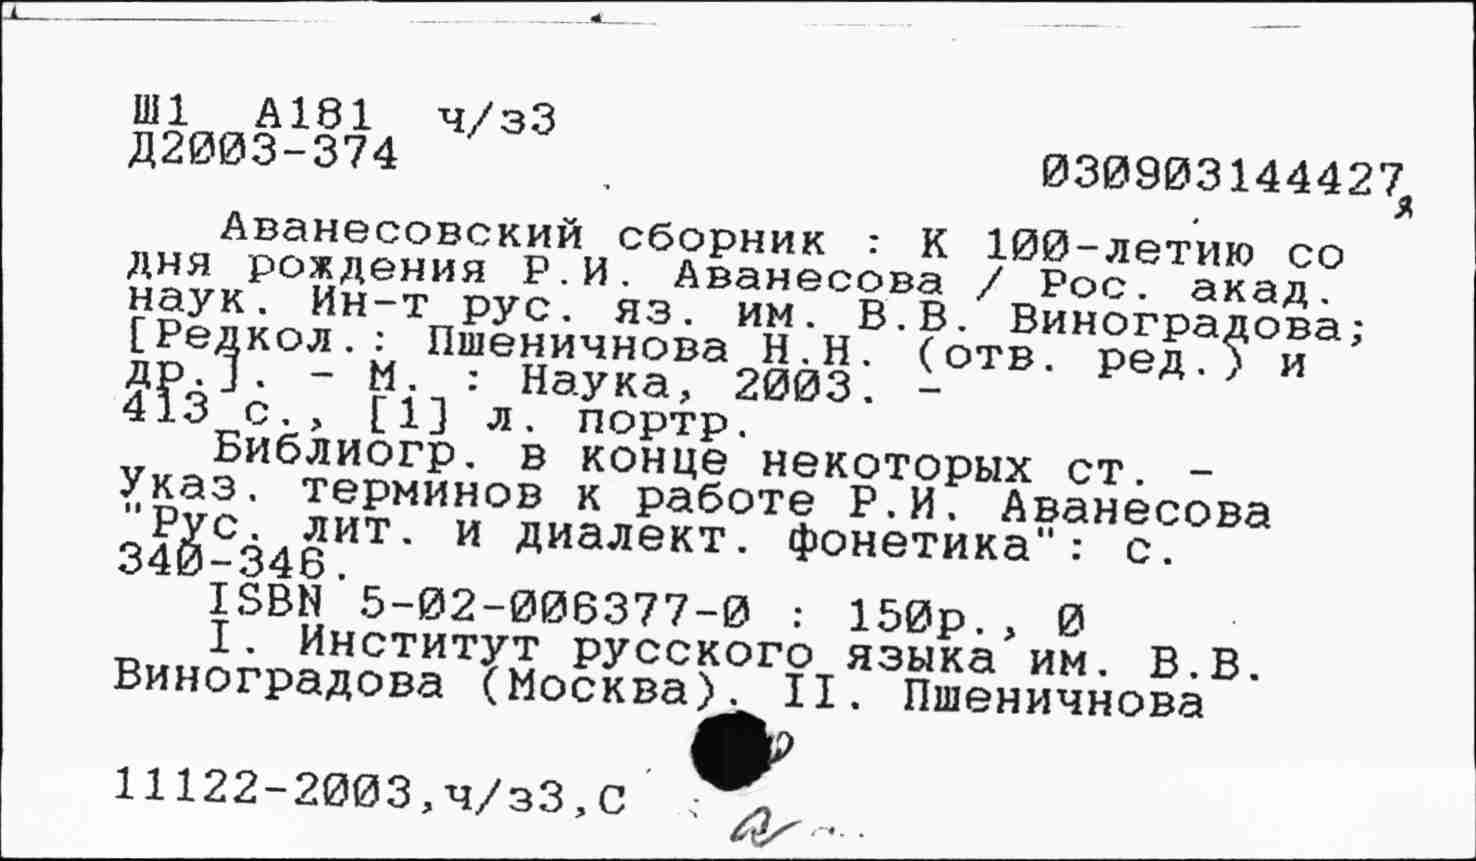 Ш1 А181 ч/з3
Д2003-374
030903144427
я
Аванесовский сборник : К 100-летию со
дня рождения Р.И. Аванесова / Рос. акад.
наук. Ин-т рус. яз. им. В.В. Виноградова;
[Редкол.: Пшеничнова Н.Н. (отв. ред.) и
др.]. - М. : Наука, 2003. -
413 с., [1] л. портр.
Библиогр. в конце некоторых ст. -
Указ. терминов к работе Р.И. Аванесова
"Рус. лит. и диалект. фонетика": с.
340-346.
ISBN 5-02-006377-0 : 150р., 0
I. Институт русского языка им. В.В.
Виноградова (Москва). II. Пшеничнова
11122-2003,ч/з3,С